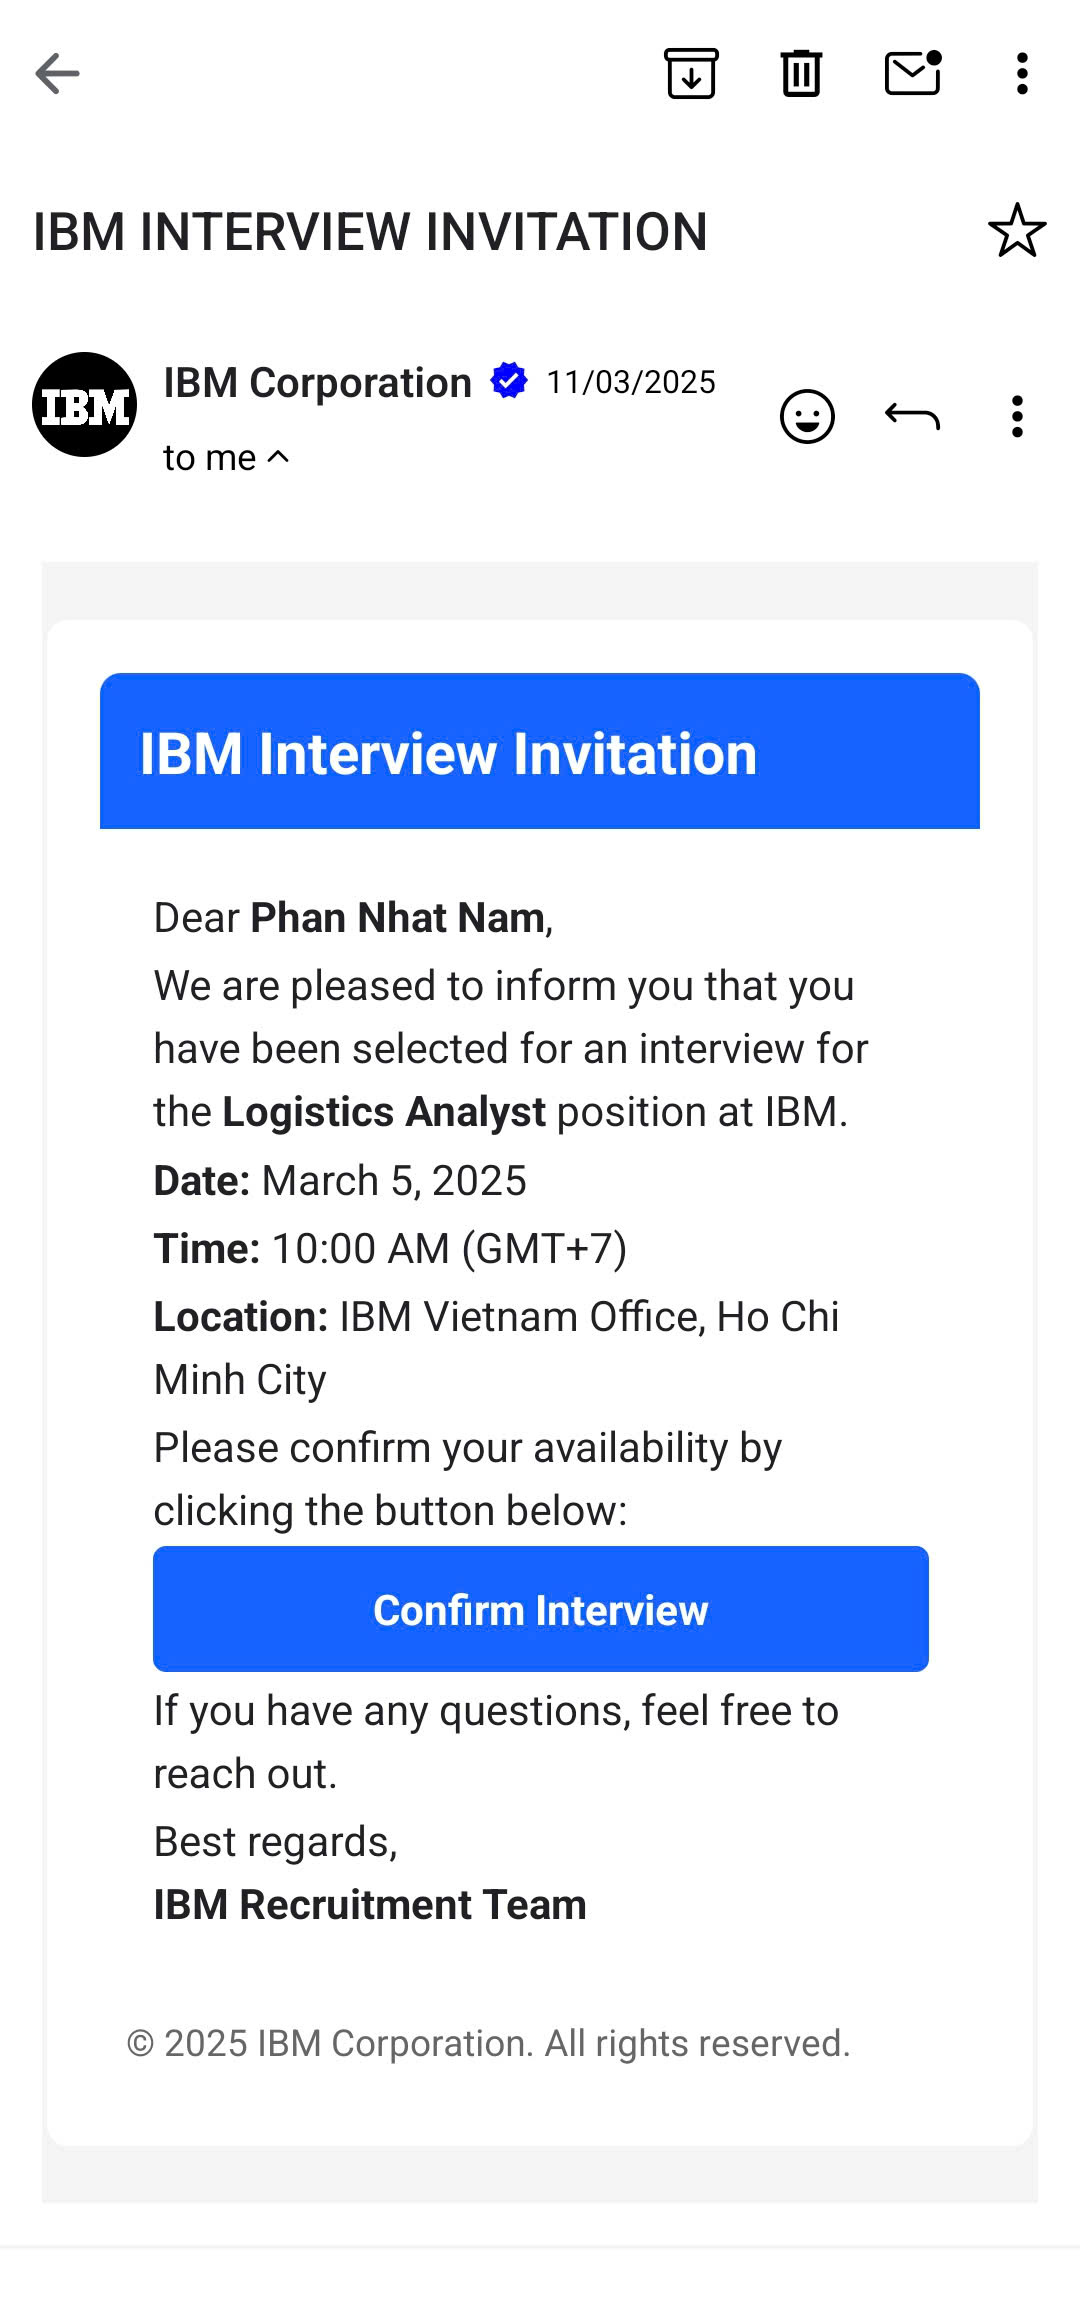 IBM INTERVIEW INVITATION
IBM
IBM Corporation 11/03/2025
to me
IBM Interview Invitation
Dear Phan Nhat Nam,
We are pleased to inform you that you
have been selected for an interview for
the Logistics Analyst position at IBM.
Date: March 5, 2025
Time: 10:00 AM (GMT+7)
Location: IBM Vietnam Office, Ho Chi
Minh City
Please confirm your availability by
clicking the button below:
Confirm Interview
If you have any questions, feel free to
reach out.
Best regards,
IBM Recruitment Team
© 2025 IBM Corporation. All rights reserved.